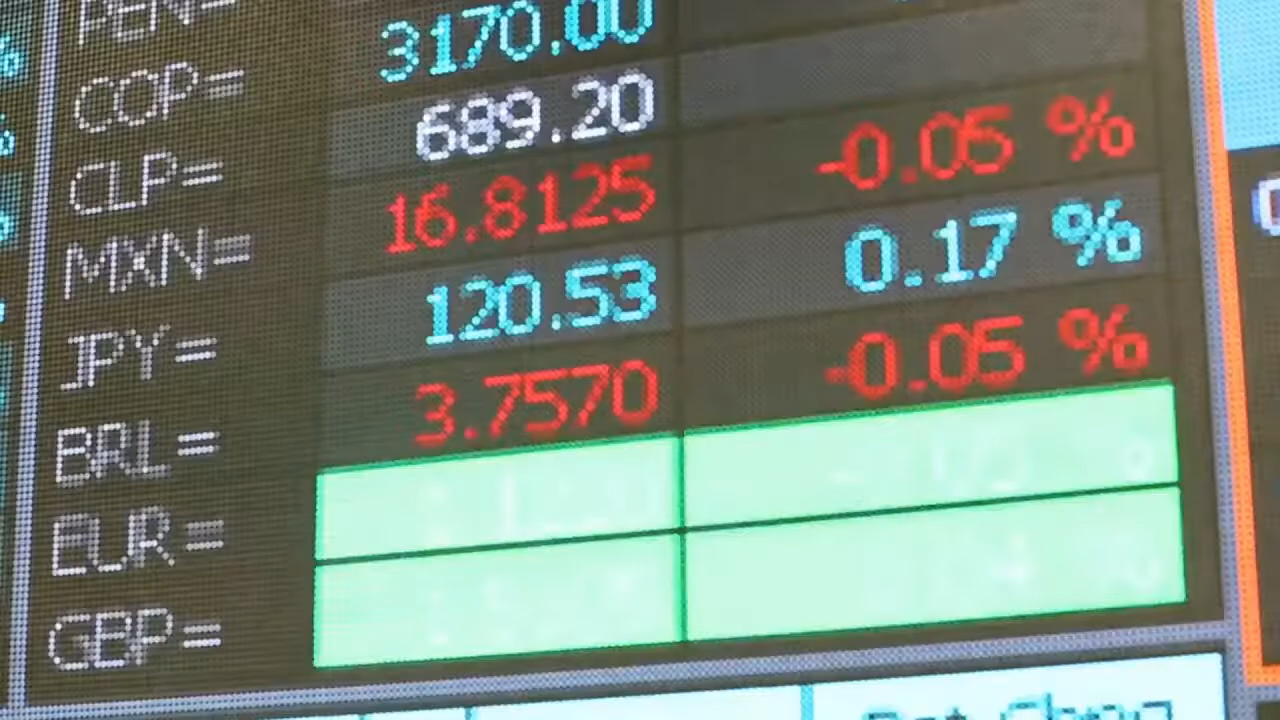 PEN=
COP= 3170.00
CLP= 689.20
MXN= 16.8125 -0.05 %
JPY= 120.53 0.17 %
BRL= 3.7570 -0.05 %
EUR=
GBP=